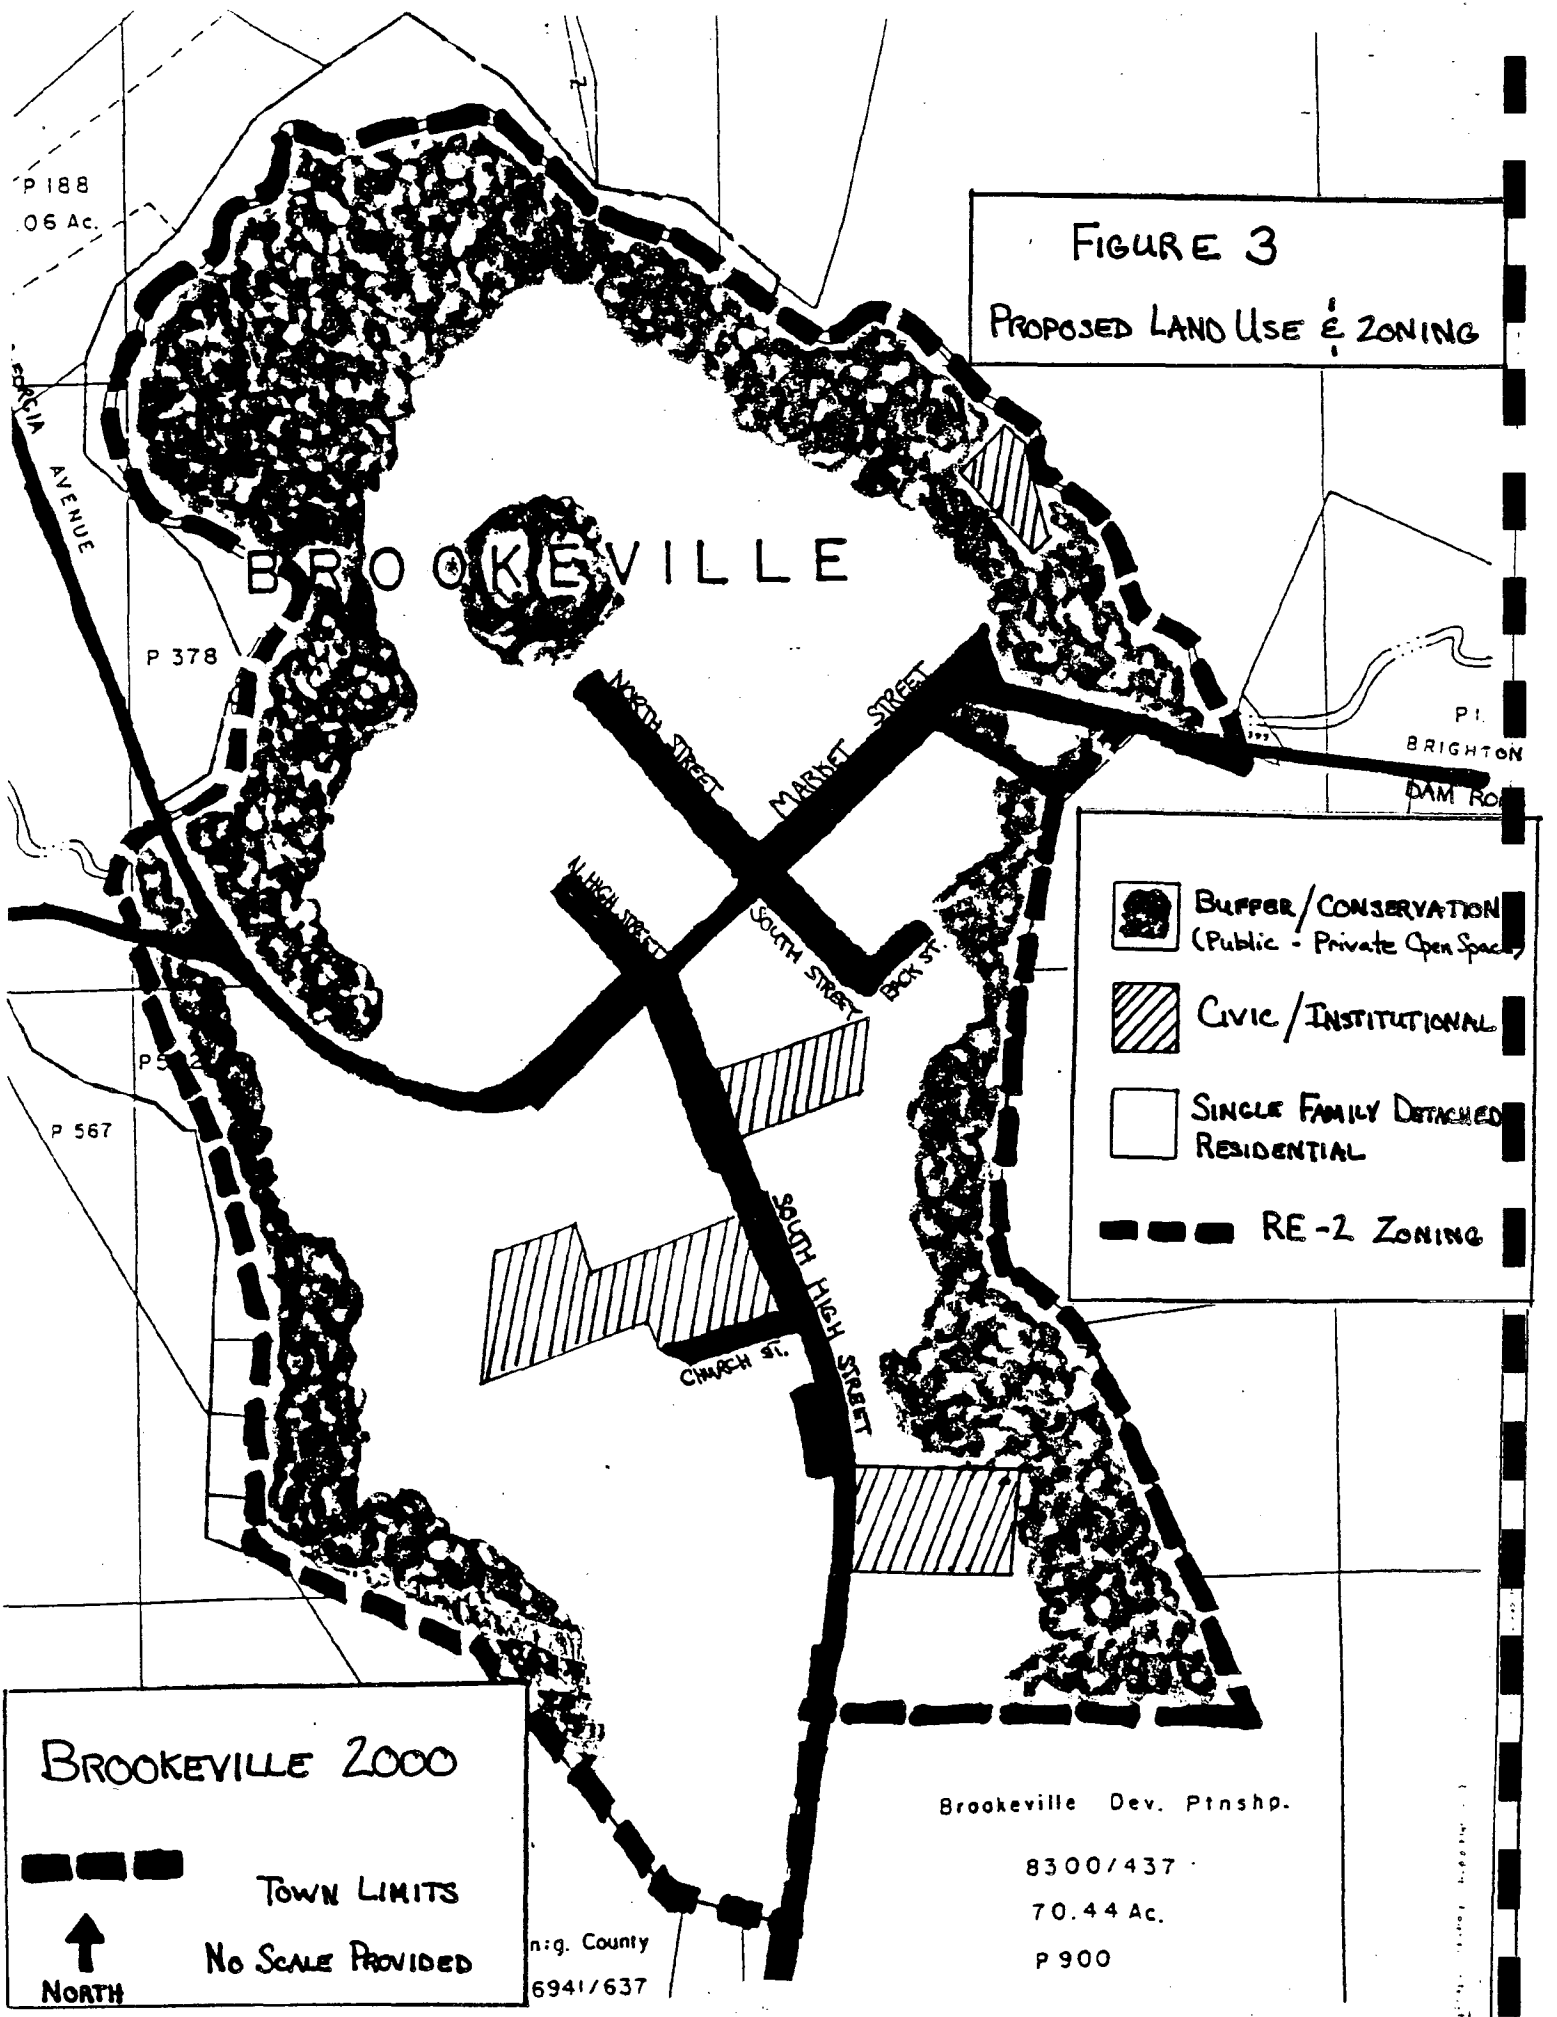 P 188
06 Ac.
FIGURE 3
PROPOSED LAND USE & ZONING
AVENUE
BROOKEVILLE
P 378
NORTH STREET
MARKET STREET
P I.
BRIGHTON
DAM RO
N. HIGH STREET
SOUTH STREET
BACK ST.
BUFFER/CONSERVATION
(Public - Private Open Space)
CIVIC/INSTITUTIONAL
SINGLE FAMILY DETACHED
RESIDENTIAL
RE-2 ZONING
P 567
SOUTH HIGH STREET
CHURCH ST.
BROOKEVILLE 2000
TOWN LIMITS
NO SCALE PROVIDED
NORTH
Brookeville Dev. Ptnshp.
8300/437
70.44 Ac.
P 900
County
6941/637